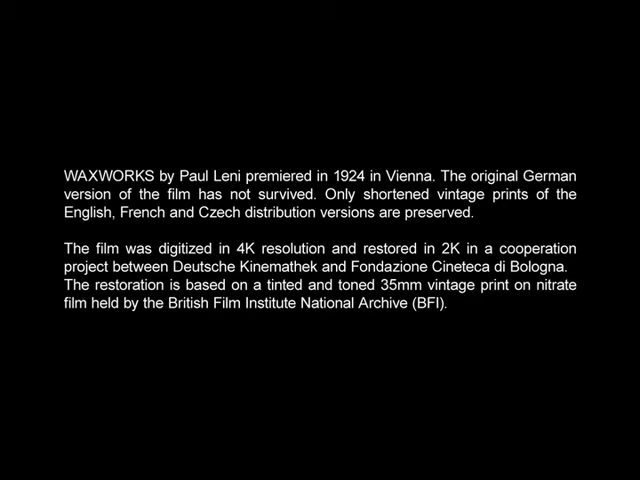 WAXWORKS by Paul Leni premiered in 1924 in Vienna. The original German
version of the film has not survived. Only shortened vintage prints of the
English, French and Czech distribution versions are preserved.
The film was digitized in 4K resolution and restored in 2K in a cooperation
project between Deutsche Kinemathek and Fondazione Cineteca di Bologna.
The restoration is based on a tinted and toned 35mm vintage print on nitrate
film held by the British Film Institute National Archive (BFI).